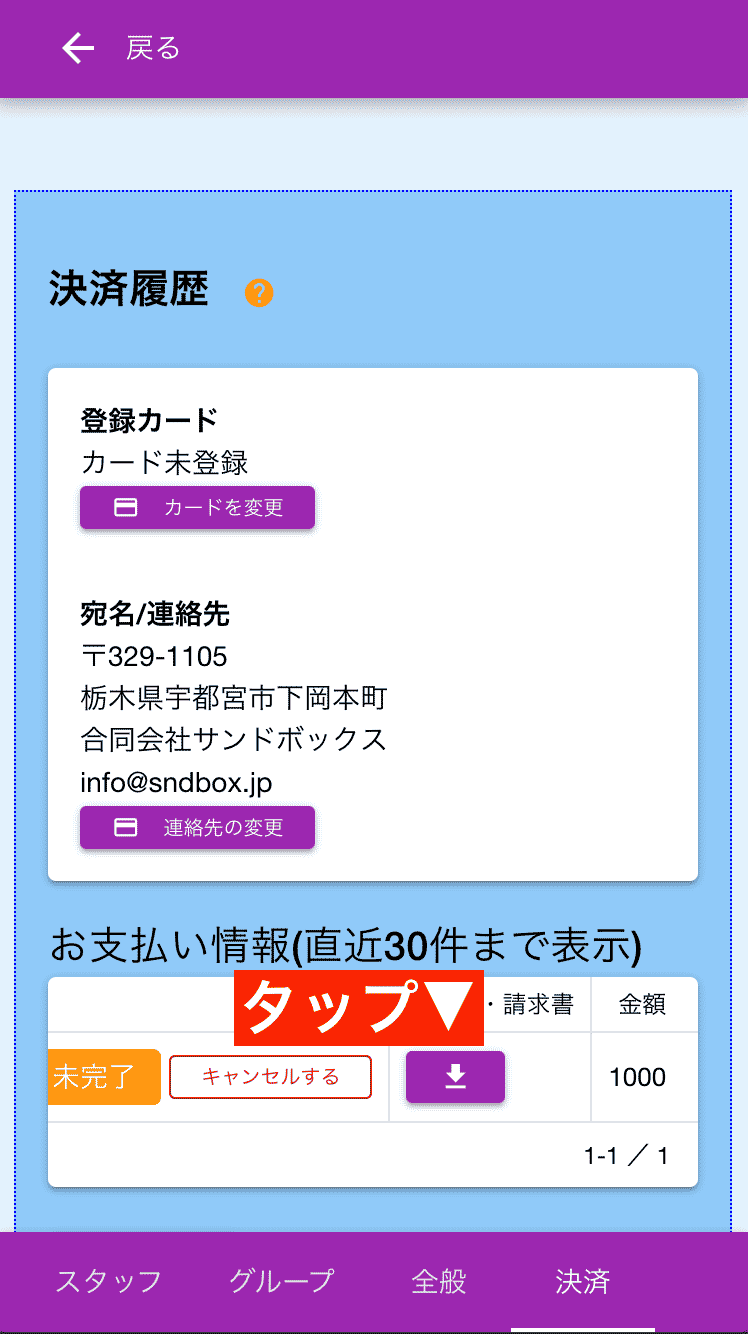 戻る
決済履歴
?
登録カード
カード未登録
カードを変更
宛名/連絡先
〒329-1105
栃木県宇都宮市下岡本町
合同会社サンドボックス
info@sndbox.jp
連絡先の変更
お支払い情報(直近30件まで表示)
タップ▼
・請求書
金額
未完了
キャンセルする
1000
1-1 / 1
スタッフ
グループ
全般
決済